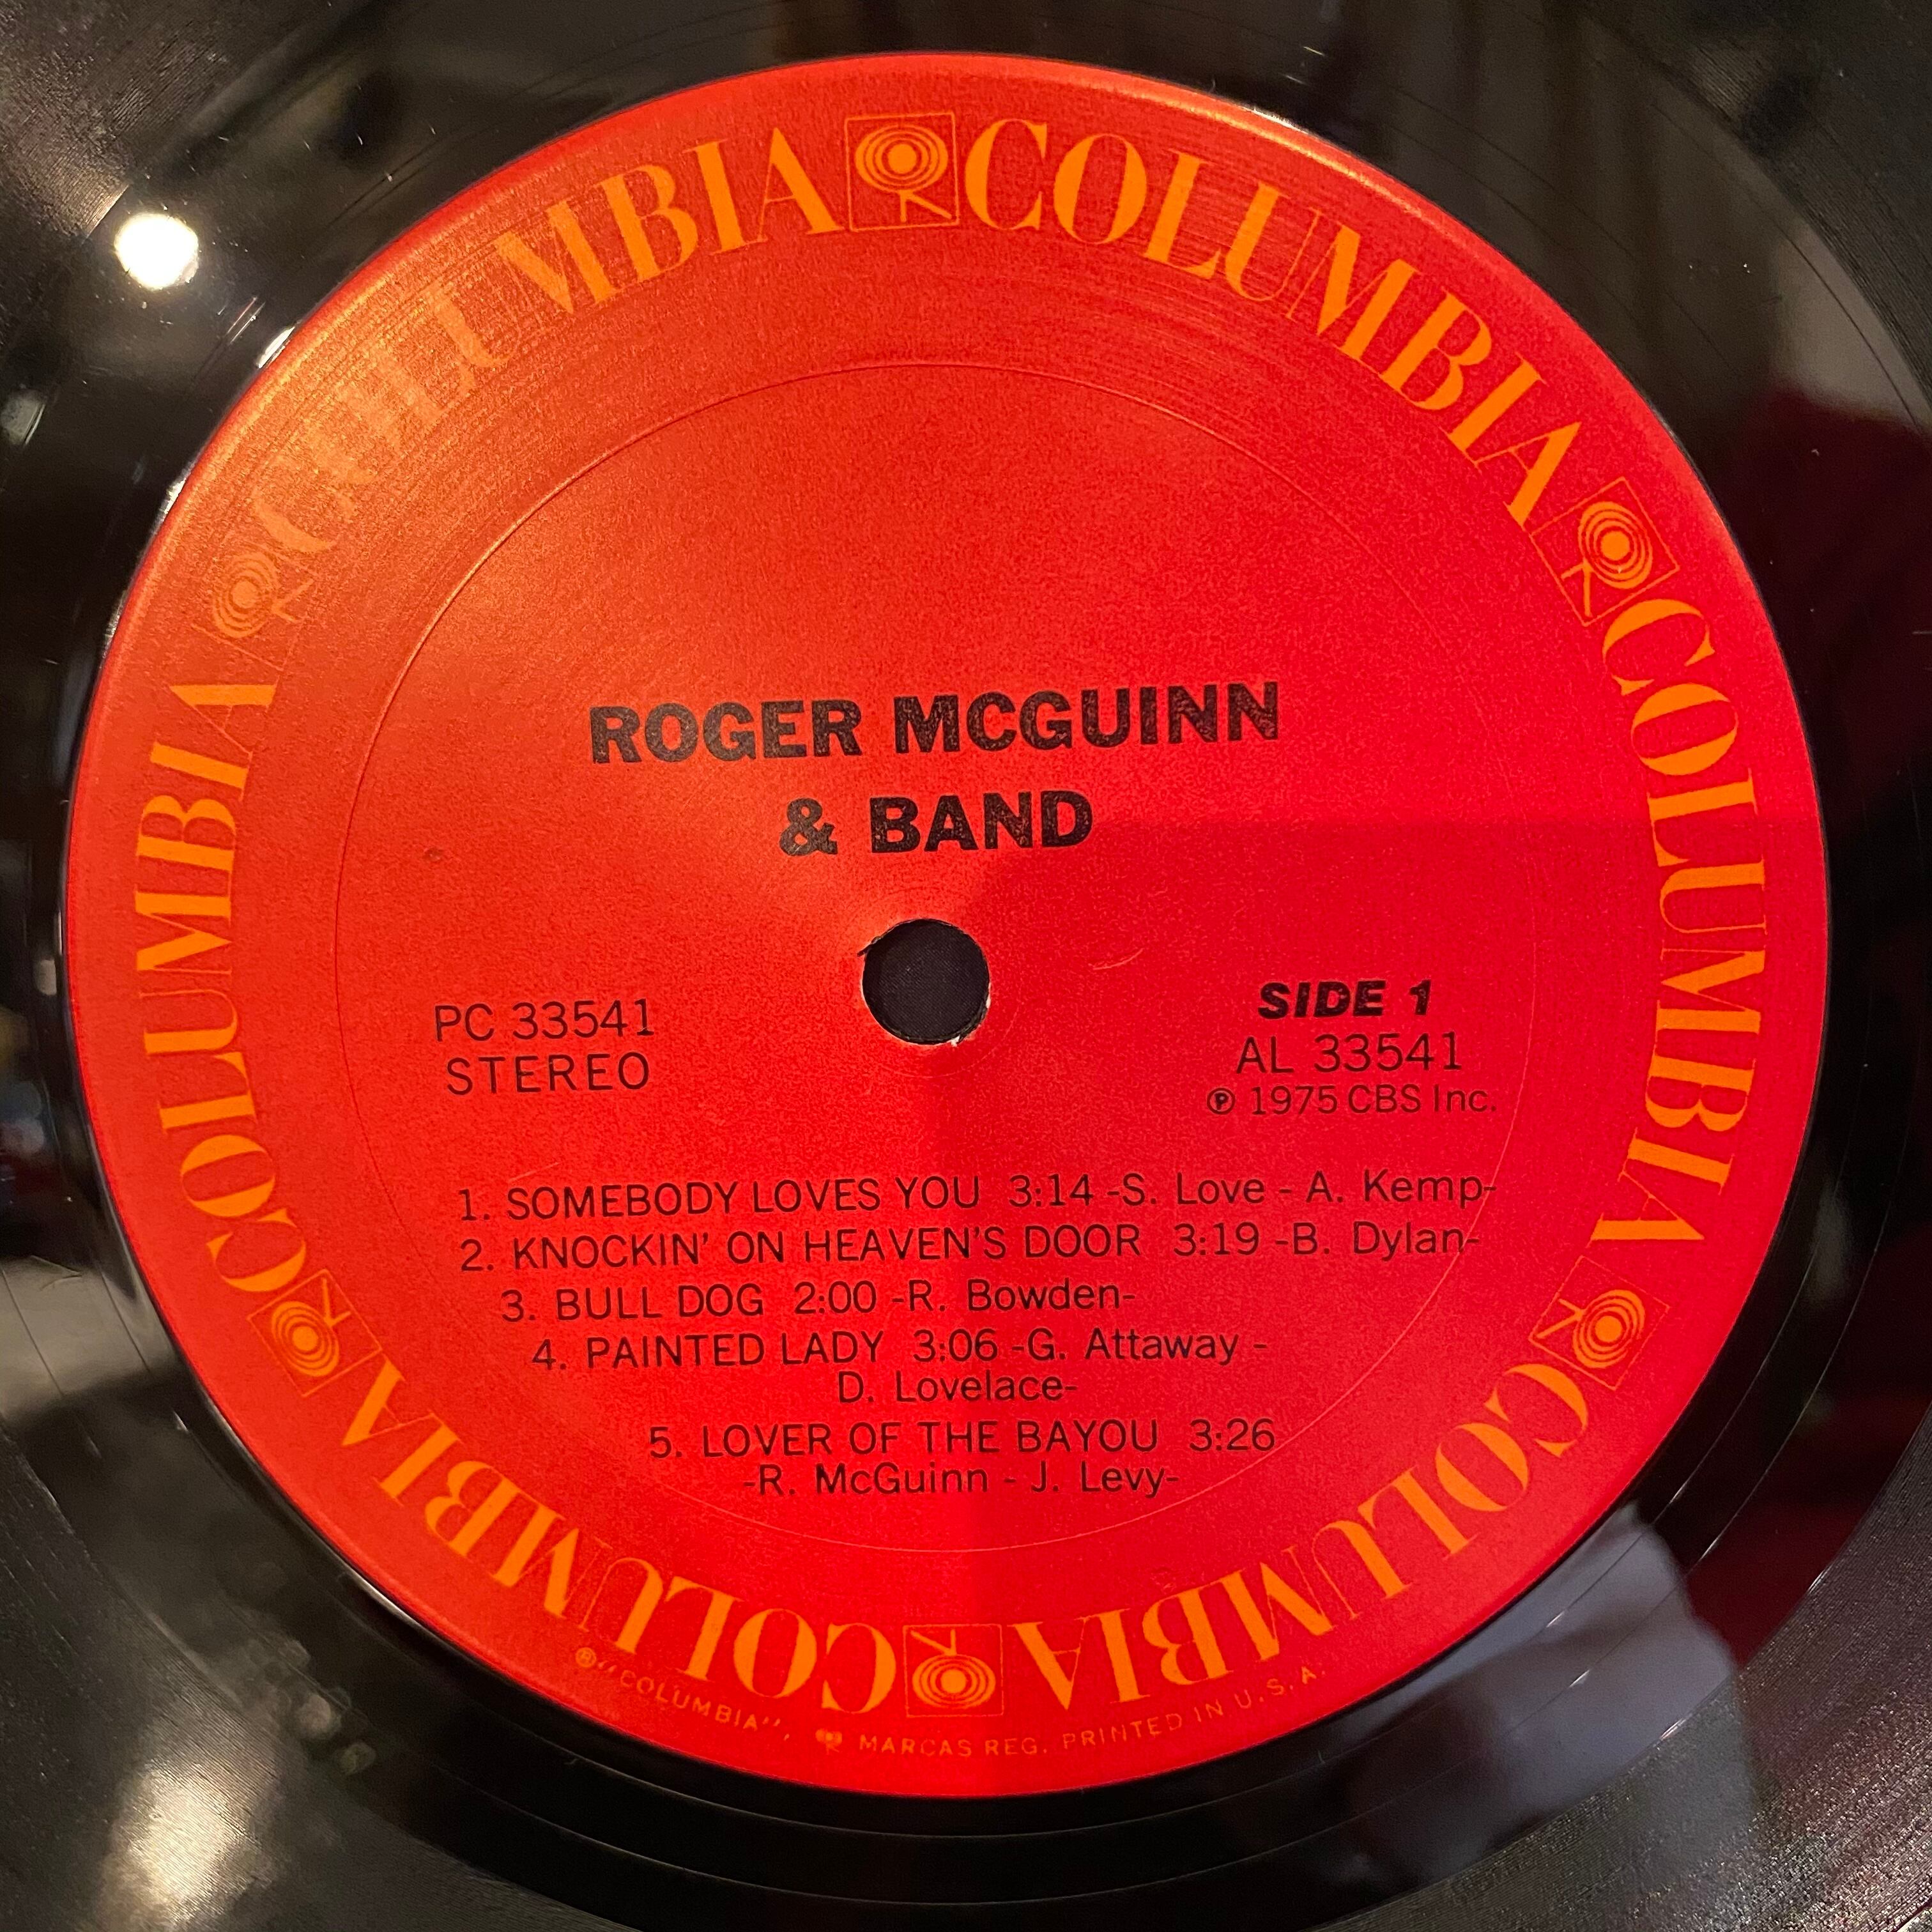 COLUMBIA COLUMBIA COLUMBIA COLUMBIA COLUMBIA COLUMBIA
ROGER MCGUINN
& BAND
PC 33541
STEREO
SIDE 1
AL 33541
℗ 1975 CBS Inc.
1. SOMEBODY LOVES YOU 3:14 -S. Love - A. Kemp-
2. KNOCKIN' ON HEAVEN'S DOOR 3:19 -B. Dylan-
3. BULL DOG 2:00 -R. Bowden-
4. PAINTED LADY 3:06 -G. Attaway -
D. Lovelace-
5. LOVER OF THE BAYOU 3:26
-R. McGuinn - J. Levy-
®"COLUMBIA", MARCAS REG. PRINTED IN U.S.A.